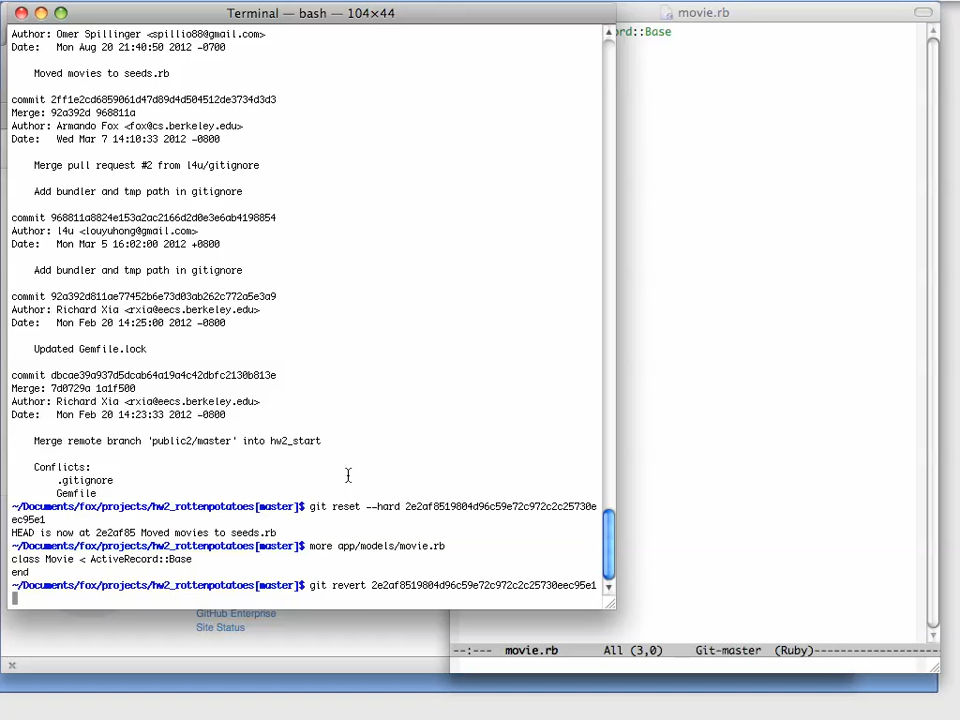 Terminal — bash — 104×44
movie.rb
Author: Omer Spillinger <spillio88@gmail.com>
ord::Base
Date:   Mon Aug 20 21:40:50 2012 -0700
Moved movies to seeds.rb
commit 2ff1e2cd6859061d47d89d4d504512de3734d3d3
Merge: 92a392d 968811a
Author: Armando Fox <fox@cs.berkeley.edu>
Date:   Wed Mar 7 14:10:33 2012 -0800
Merge pull request #2 from l4u/gitignore
Add bundler and tmp path in gitignore
commit 968811a8824e153a2ac2166d2d0e3e6ab4198854
Author: l4u <louyuhong@gmail.com>
Date:   Mon Mar 5 16:02:00 2012 +0800
Add bundler and tmp path in gitignore
commit 92a392d811ae77452b6e73d03ab262c772a5e3a9
Author: Richard Xia <rxia@eecs.berkeley.edu>
Date:   Mon Feb 20 14:25:00 2012 -0800
Updated Gemfile.lock
commit dbcae39a937d5dcab64a19a4c42dbfc2130b813e
Merge: 7d0729a 1a1f500
Author: Richard Xia <rxia@eecs.berkeley.edu>
Date:   Mon Feb 20 14:23:33 2012 -0800
Merge remote branch 'public2/master' into hw2_start
Conflicts:
.gitignore
Gemfile
~/Documents/fox/projects/hw2_rottenpotatoes[master]$ git reset --hard 2e2af8519804d96c59e72c972c2c25730e
ec95e1
HEAD is now at 2e2af85 Moved movies to seeds.rb
~/Documents/fox/projects/hw2_rottenpotatoes[master]$ more app/models/movie.rb
class Movie < ActiveRecord::Base
end
~/Documents/fox/projects/hw2_rottenpotatoes[master]$ git revert 2e2af8519804d96c59e72c972c2c25730eec95e1
GitHub Enterprise
Site Status
--:---  movie.rb      All (3,0)     Git-master  (Ruby)------------------